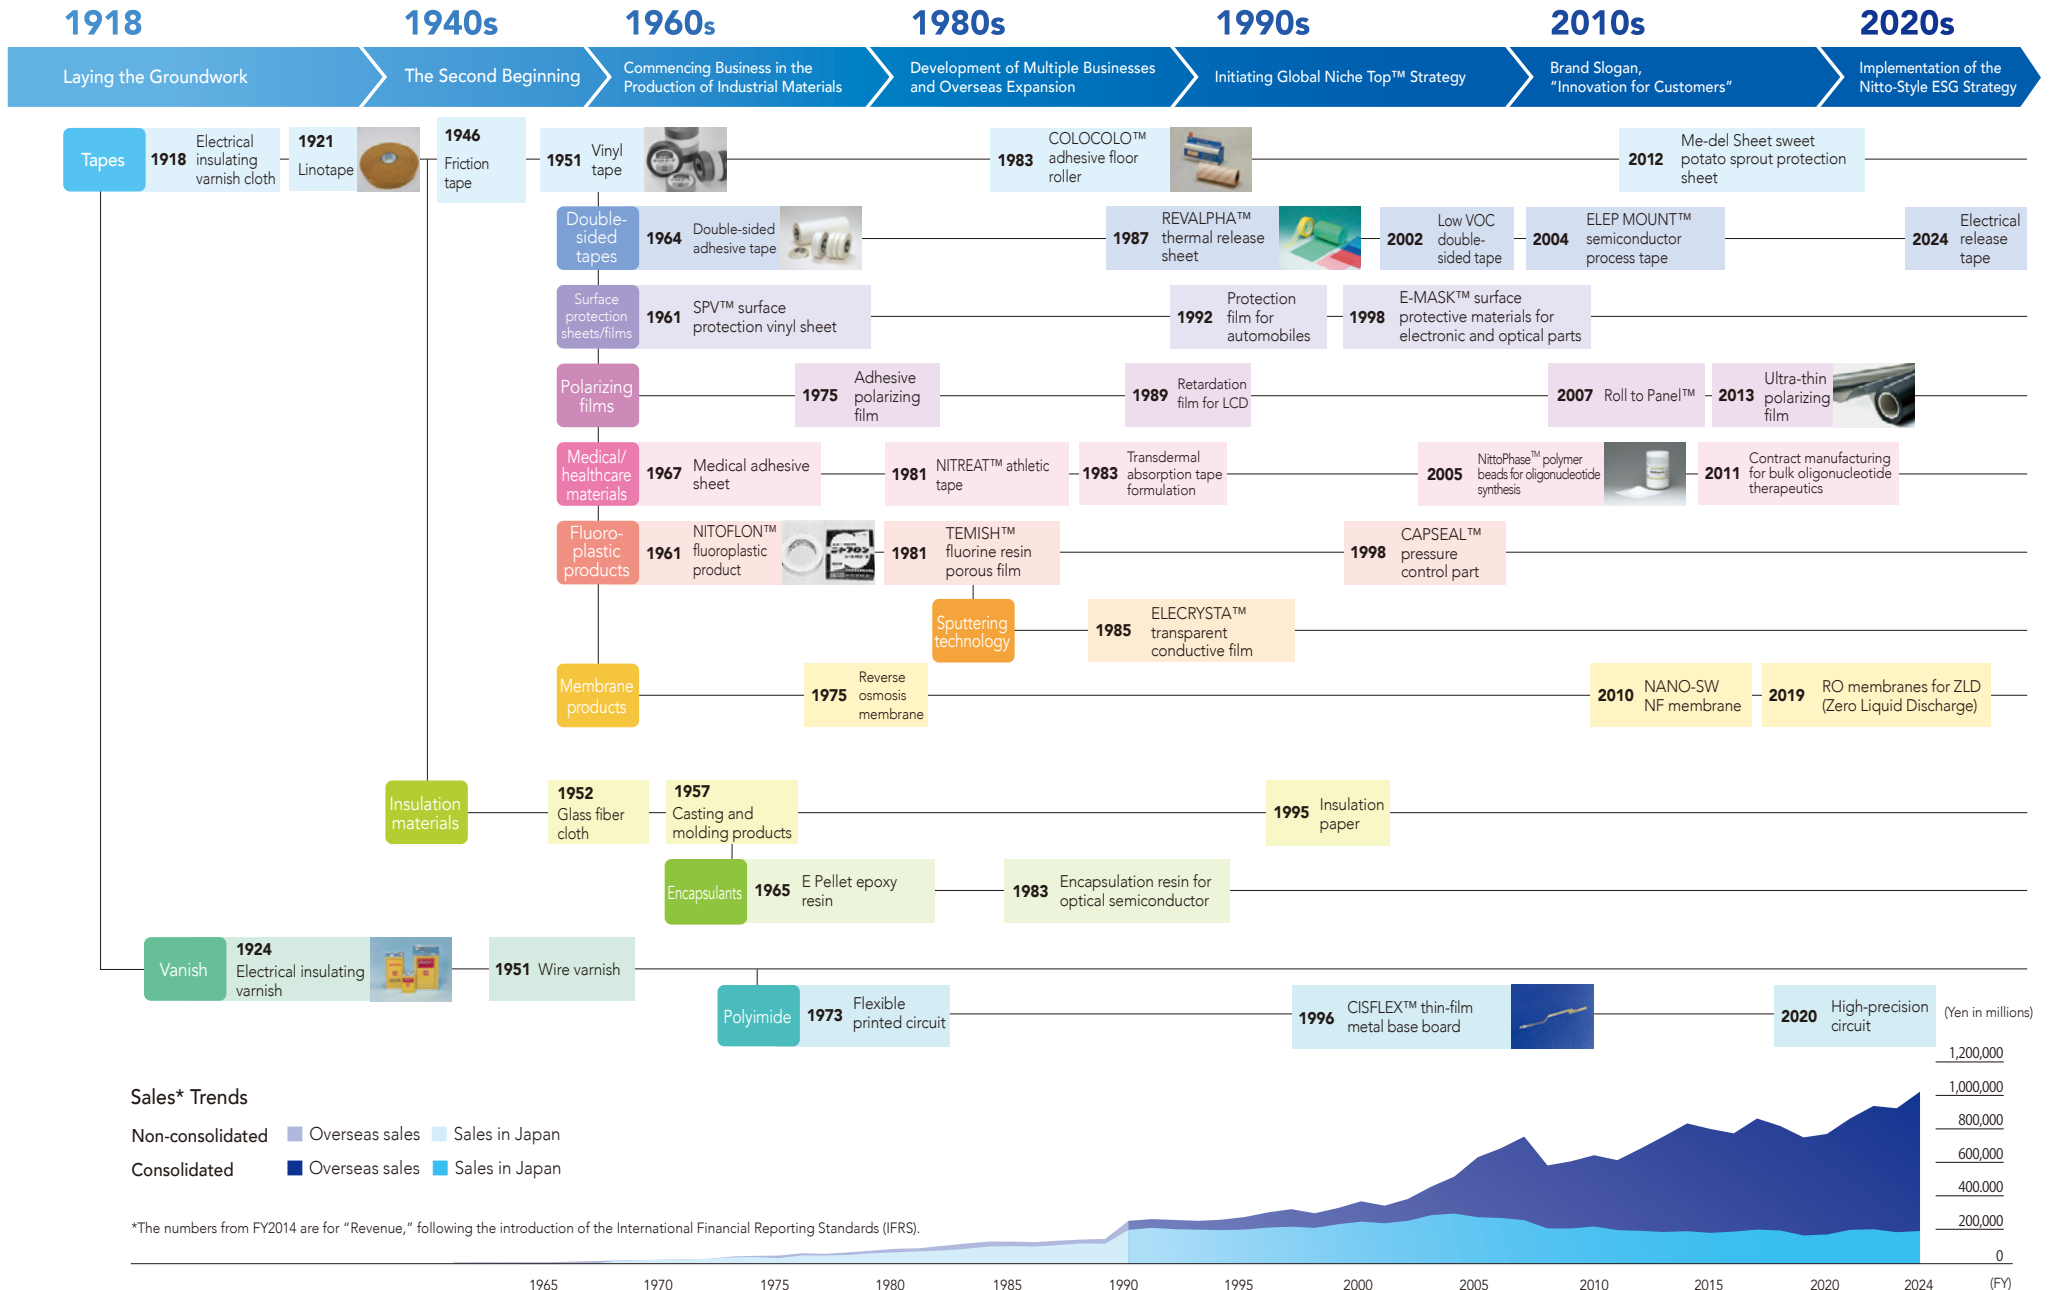 1918
1940s
1960s
1980s
1990s
2010s
2020s
Laying the Groundwork
The Second Beginning
Commencing Business in the
Production of Industrial Materials
Development of Multiple Businesses
and Overseas Expansion
Initiating Global Niche Top™ Strategy
Brand Slogan,
“Innovation for Customers”
Implementation of the
Nitto-Style ESG Strategy
Tapes
1918
Electrical
insulating
varnish cloth
1921
Linotape
1946
Friction
tape
1951
Vinyl
tape
1983
COLOCOLO™
adhesive floor
roller
2012
Me-del Sheet sweet
potato sprout protection
sheet
Double-
sided
tapes
1964
Double-sided
adhesive tape
1987
REVALPHA™
thermal release
sheet
2002
Low VOC
double-
sided tape
2004
ELEP MOUNT™
semiconductor
process tape
2024
Electrical
release
tape
Surface
protection
sheets/films
1961
SPV™ surface
protection vinyl sheet
1992
Protection
film for
automobiles
1998
E-MASK™ surface
protective materials for
electronic and optical parts
Polarizing
films
1975
Adhesive
polarizing
film
1989
Retardation
film for LCD
2007
Roll to Panel™
2013
Ultra-thin
polarizing
film
Medical/
healthcare
materials
1967
Medical adhesive
sheet
1981
NITREAT™ athletic
tape
1983
Transdermal
absorption tape
formulation
2005
NittoPhase™ polymer
beads for oligonucleotide
synthesis
2011
Contract manufacturing
for bulk oligonucleotide
therapeutics
Fluoro-
plastic
products
1961
NITOFLON™
fluoroplastic
product
ニトフロン
1981
TEMISH™
fluorine resin
porous film
1998
CAPSEAL™
pressure
control part
Sputtering
technology
1985
ELECRYSTA™
transparent
conductive film
Membrane
products
1975
Reverse
osmosis
membrane
2010
NANO-SW
NF membrane
2019
RO membranes for ZLD
(Zero Liquid Discharge)
Insulation
materials
1952
Glass fiber
cloth
1957
Casting and
molding products
1995
Insulation
paper
Encapsulants
1965
E Pellet epoxy
resin
1983
Encapsulation resin for
optical semiconductor
Vanish
1924
Electrical insulating
varnish
1951 Wire varnish
Polyimide
1973
Flexible
printed circuit
1996
CISFLEX™ thin-film
metal base board
2020
High-precision
circuit
(Yen in millions)
1,200,000
1,000,000
800,000
600,000
400.000
200,000
0
Sales* Trends
Non-consolidated
Overseas sales
Sales in Japan
Consolidated
Overseas sales
Sales in Japan
*The numbers from FY2014 are for “Revenue,” following the introduction of the International Financial Reporting Standards (IFRS).
1965
1970
1975
1980
1985
1990
1995
2000
2005
2010
2015
2020
2024
(FY)